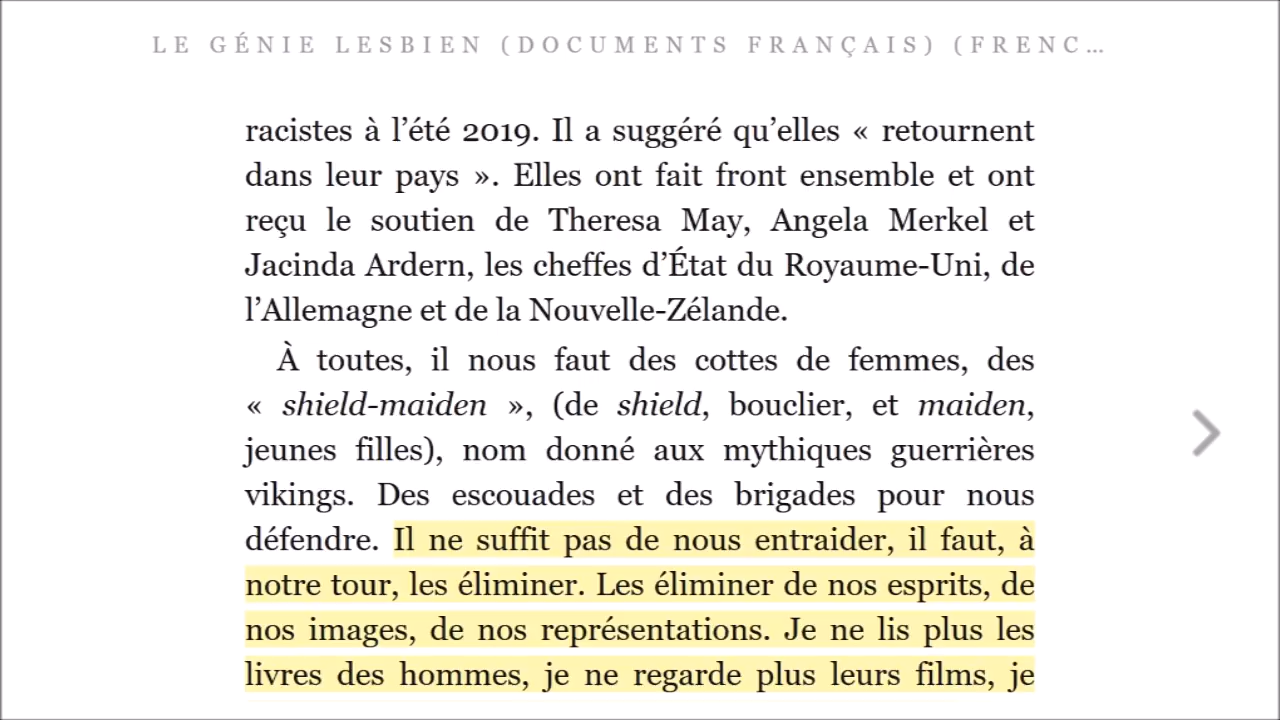 LE GÉNIE LESBIEN (DOCUMENTS FRANÇAIS) (FRENC…
racistes à l’été 2019. Il a suggéré qu’elles « retournent
dans leur pays ». Elles ont fait front ensemble et ont
reçu le soutien de Theresa May, Angela Merkel et
Jacinda Ardern, les cheffes d’État du Royaume-Uni, de
l’Allemagne et de la Nouvelle-Zélande.
À toutes, il nous faut des cottes de femmes, des
« shield-maiden », (de shield, bouclier, et maiden,
jeunes filles), nom donné aux mythiques guerrières
vikings. Des escouades et des brigades pour nous
défendre. Il ne suffit pas de nous entraider, il faut, à
notre tour, les éliminer. Les éliminer de nos esprits, de
nos images, de nos représentations. Je ne lis plus les
livres des hommes, je ne regarde plus leurs films, je